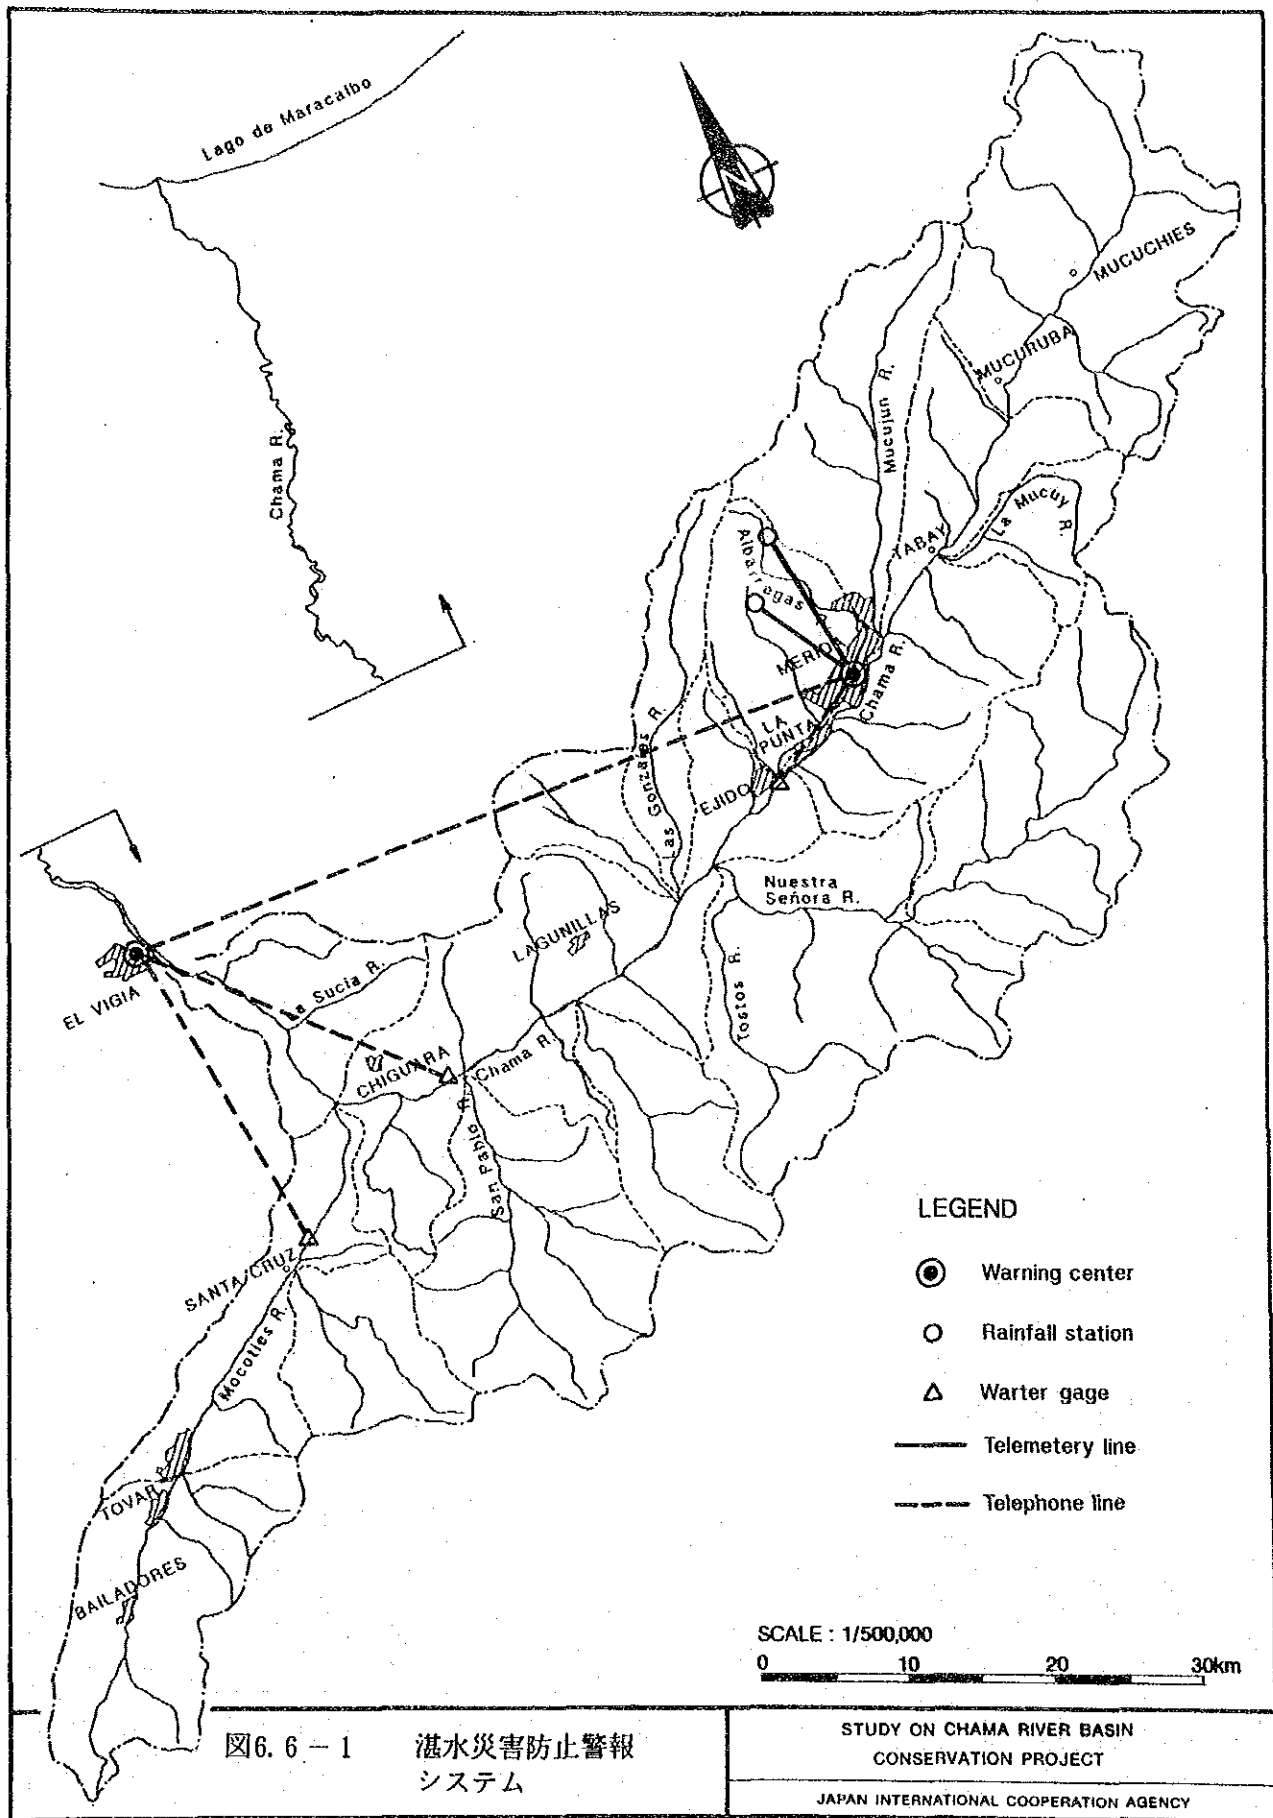 Lago de Maracaibo
Chama R.
MUCUCHIES
MUCURUBA
Mucujun R.
La Mucuy R.
TABAY
Albarragas R.
MERIDA
Chama R.
LA
PUNTA
EJIDO
Las Gonzales R.
Nuestra
Señora R.
LAGUNILLAS
Tostos R.
La Sucia R.
EL VIGIA
CHIGUARA
Chama R.
San Pablo R.
SANTA CRUZ
Mocoties R.
TOVAR
BAILADORES
LEGEND
Warning center
Rainfall station
Warter gage
Telemetery line
Telephone line
SCALE : 1/500,000
0 10 20 30km
図6.6－1 湛水災害防止警報
システム
STUDY ON CHAMA RIVER BASIN
CONSERVATION PROJECT
JAPAN INTERNATIONAL COOPERATION AGENCY